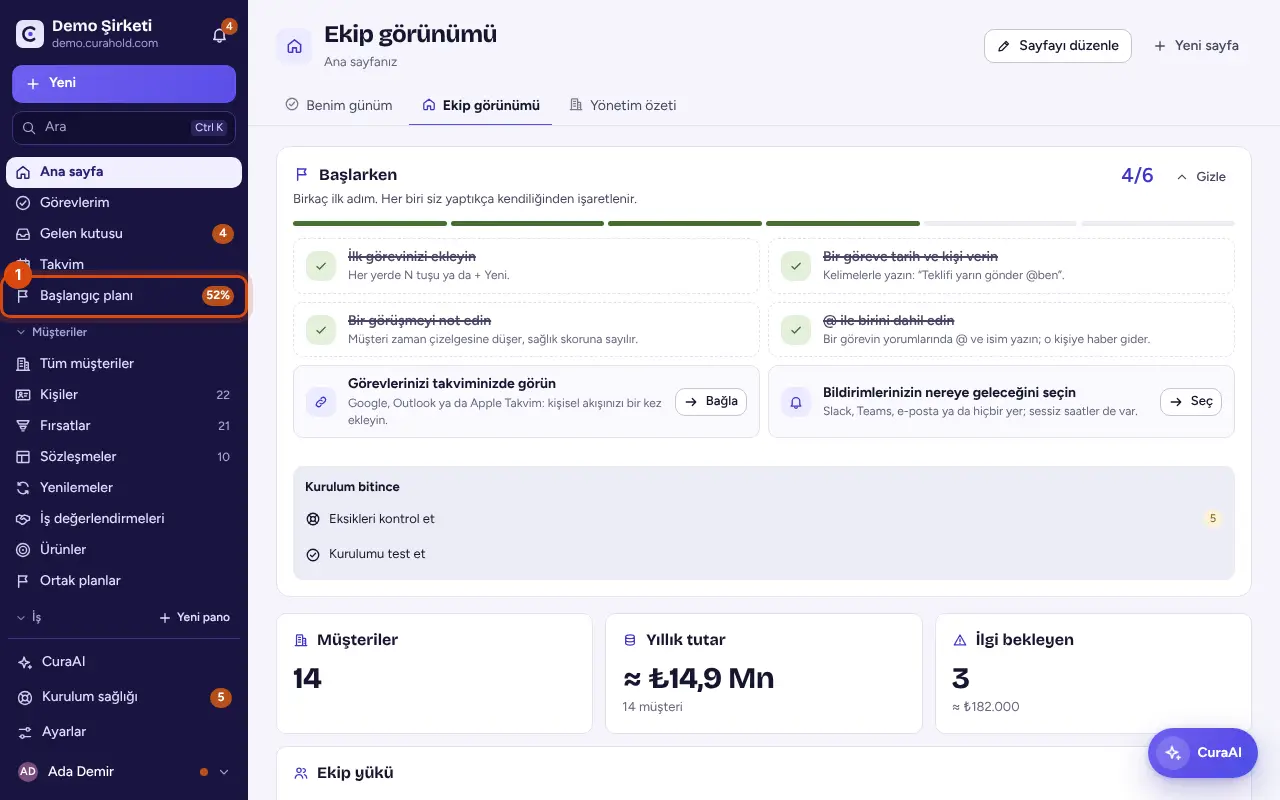 Demo Şirketi
demo.curahold.com
4
Yeni
Ara
Ctrl K
Ana sayfa
Görevlerim
Gelen kutusu
4
Takvim
1
Başlangıç planı
52%
Müşteriler
Tüm müşteriler
Kişiler
22
Fırsatlar
21
Sözleşmeler
10
Yenilemeler
İş değerlendirmeleri
Ürünler
Ortak planlar
İş
Yeni pano
CuraAI
Kurulum sağlığı
5
Ayarlar
AD
Ada Demir
Ekip görünümü
Ana sayfanız
Sayfayı düzenle
Yeni sayfa
Benim günüm
Ekip görünümü
Yönetim özeti
Başlarken
4/6
Gizle
Birkaç ilk adım. Her biri siz yaptıkça kendiliğinden işaretlenir.
İlk görevinizi ekleyin
Her yerde N tuşu ya da + Yeni.
Bir göreve tarih ve kişi verin
Kelimelerle yazın: “Teklifi yarın gönder @ben”.
Bir görüşmeyi not edin
Müşteri zaman çizelgesine düşer, sağlık skoruna sayılır.
@ ile birini dahil edin
Bir görevin yorumlarında @ ve isim yazın; o kişiye haber gider.
Görevlerinizi takviminizde görün
Google, Outlook ya da Apple Takvim: kişisel akışınızı bir kez
ekleyin.
Bağla
Bildirimlerinizin nereye geleceğini seçin
Slack, Teams, e-posta ya da hiçbir yer; sessiz saatler de var.
Seç
Kurulum bitince
Eksikleri kontrol et
5
Kurulumu test et
Müşteriler
14
Yıllık tutar
≈ ₺14,9 Mn
14 müşteri
İlgi bekleyen
3
≈ ₺182.000
Ekip yükü
CuraAI